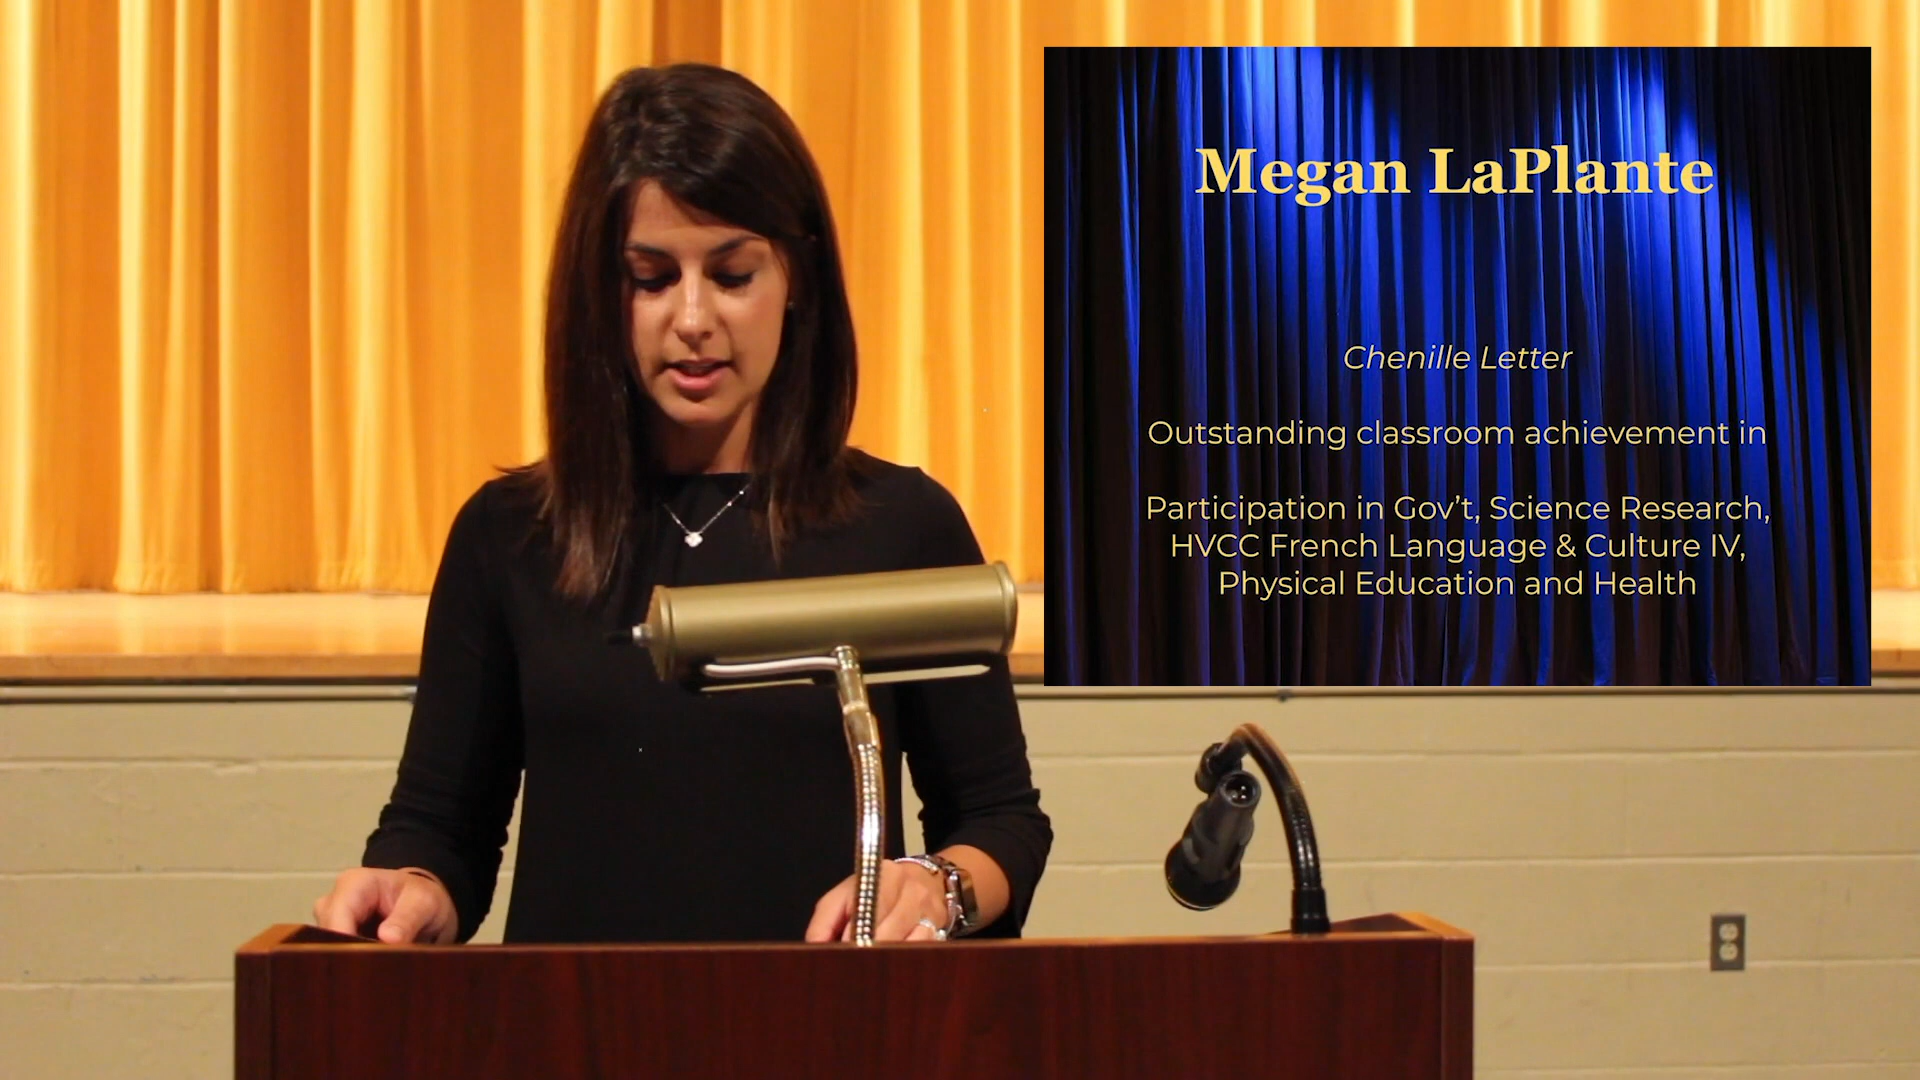 Megan LaPlante
Chenille Letter
Outstanding classroom achievement in
Participation in Gov’t, Science Research,
HVCC French Language & Culture IV,
Physical Education and Health